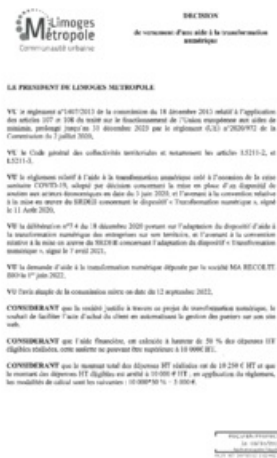 Limoges
Métropole
Communauté urbaine
DECISION
de versement d'une aide à la transformation
numérique
LE PRESIDENT DE LIMOGES METROPOLE
VU le règlement n°1407/2013 de la commission du 18 décembre 2013 relatif à l'application
des articles 107 et 108 du traité sur le fonctionnement de l'Union européenne aux aides de
minimis, prolongé jusqu'au 31 décembre 2023 par le règlement (UE) n°2020/972 de la
Commission du 2 juillet 2020,
VU le Code général des collectivités territoriales et notamment les articles L5211-2, et
L5211-3,
VU le règlement relatif à l'aide à la transformation numérique créé à l'occasion de la crise
sanitaire COVID-19, adopté par décision concernant la mise en place d'un dispositif de
soutien aux acteurs économiques en date du 3 juin 2020, et l'avenant à la convention relative
à la mise en œuvre du SRDEII concernant le dispositif « Transformation numérique », signé
le 11 Août 2020,
VU la délibération n°7.4 du 18 décembre 2020 portant sur l'adaptation du dispositif d'aide à
la transformation numérique des entreprises sur son territoire, et l'avenant à la convention
relative à la mise en œuvre du SRDEII concernant l'adaptation du dispositif « Transformation
numérique », signé le 7 avril 2021,
VU la demande d'aide à la transformation numérique déposée par la société MA RECOLTE
BIO le 1er juin 2022,
VU l'avis simple de la commission mixte en date du 12 septembre 2022,
CONSIDERANT que la société justifie à travers un projet de transformation numérique, le
souhait de faciliter l'acte d'achat du client en automatisant la gestion des paniers sur son site
web.
CONSIDERANT que l'aide financière, est calculée à hauteur de 50 % des dépenses HT
éligibles réalisées, cette assiette ne pouvant être supérieure à 10 000€ HT.
CONSIDERANT que le montant total des dépenses HT réalisées est de 10 250 € HT et que
le montant des dépenses HT éligibles est arrêté à 10 000 € HT ; en application du règlement,
les modalités de calcul sont les suivantes : 10 000*50 % = 5 000 €.